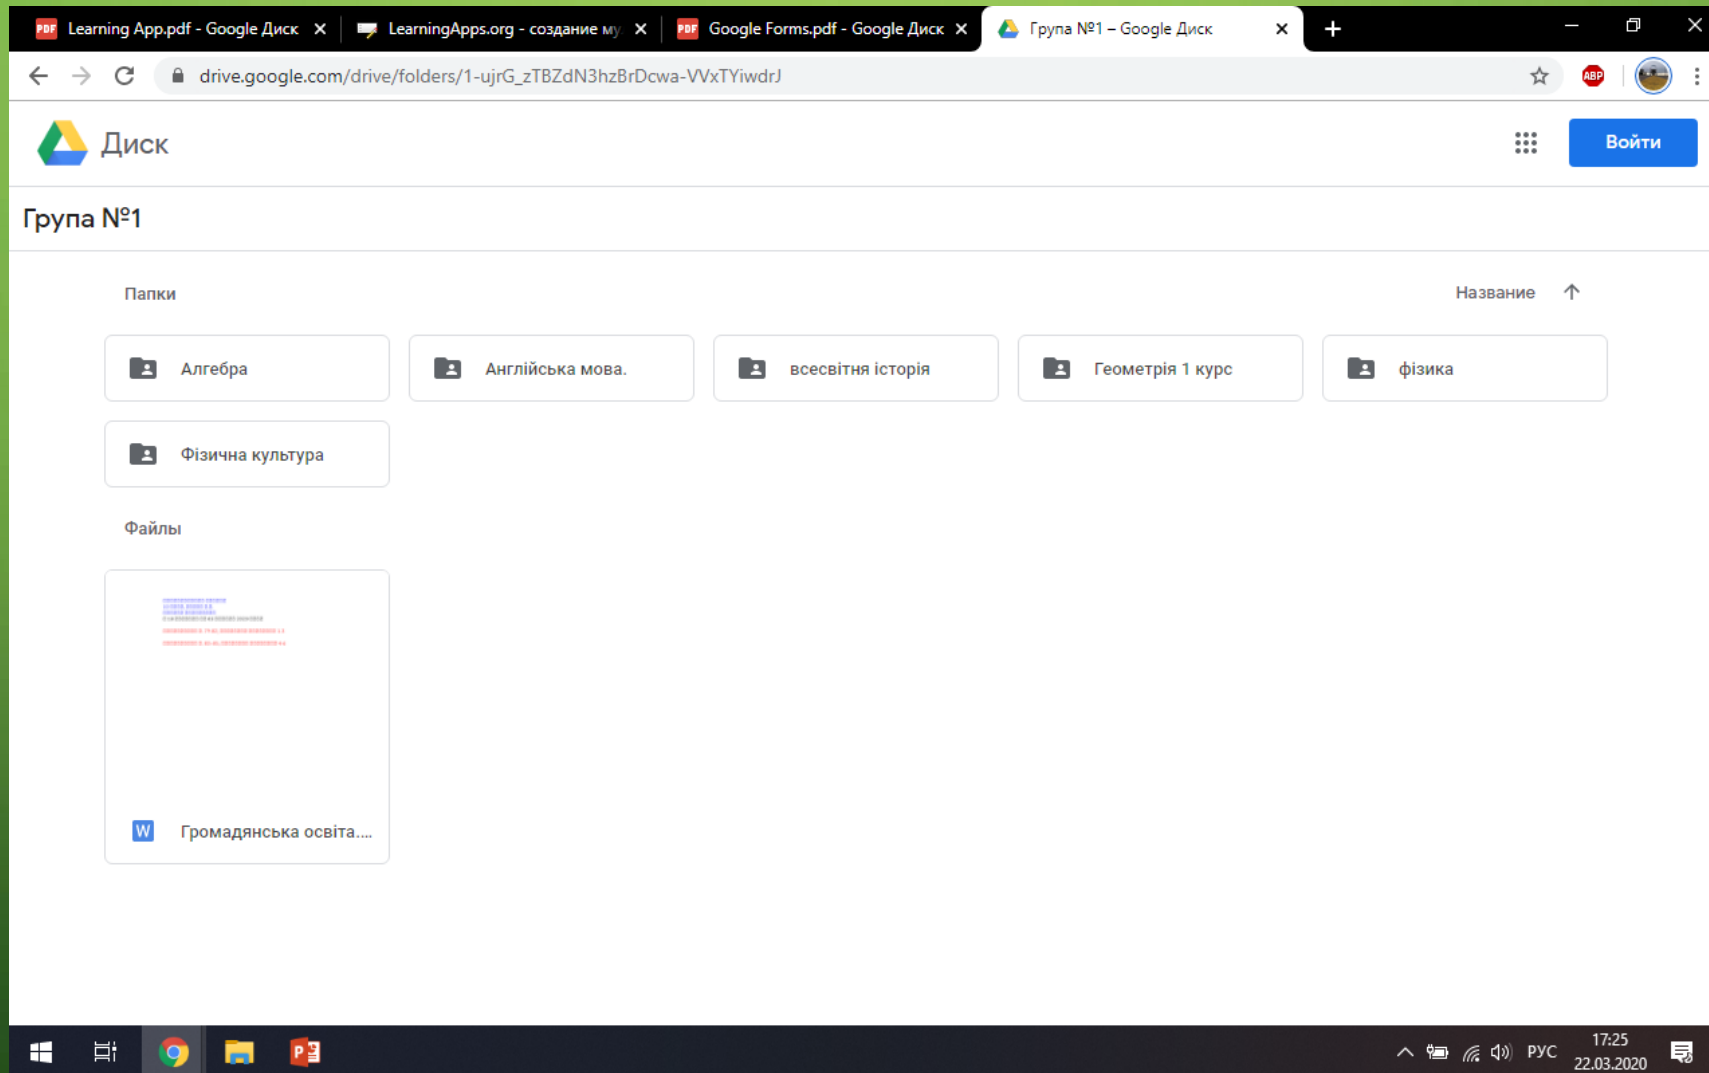 Learning App.pdf - Google Диск
LearningApps.org - создание му
Google Forms.pdf - Google Диск
Група №1 – Google Диск
drive.google.com/drive/folders/1-ujrG_zTBZdN3hzBrDcwa-VVxTYiwdrJ
ABP
Диск
Войти
Група №1
Папки
Название
Алгебра
Англійська мова.
всесвітня історія
Геометрія 1 курс
фізика
Фізична культура
Файлы
W Громадянська освіта....
РУС
17:25
22.03.2020